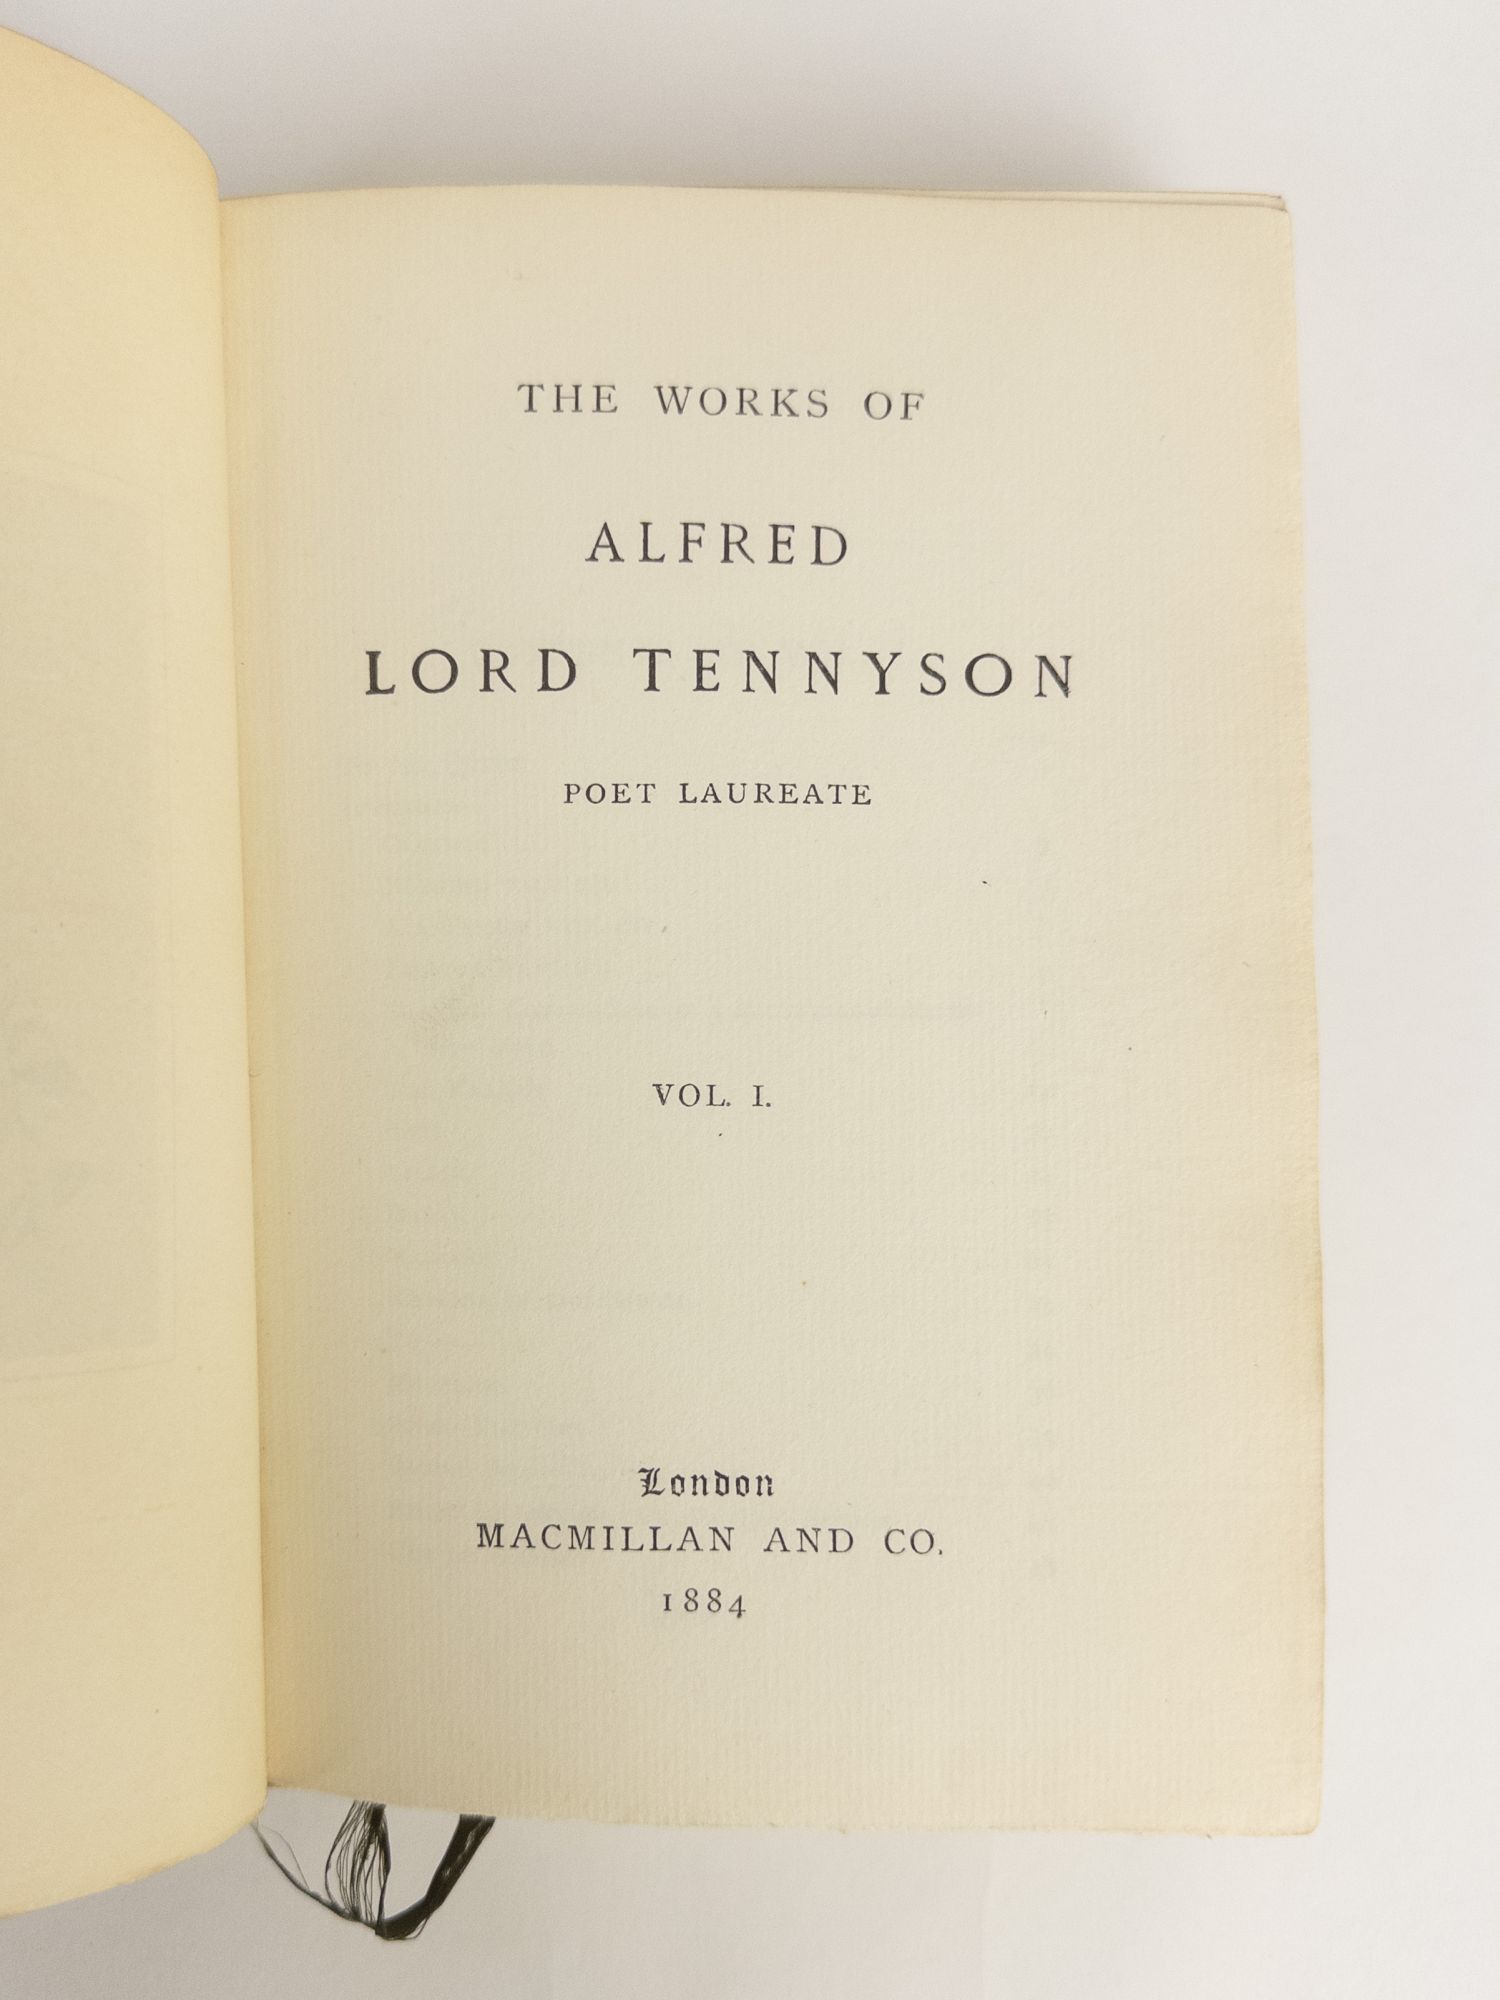 THE WORKS OF
ALFRED
LORD TENNYSON
POET LAUREATE
VOL. I.
London
MACMILLAN AND CO.
1884